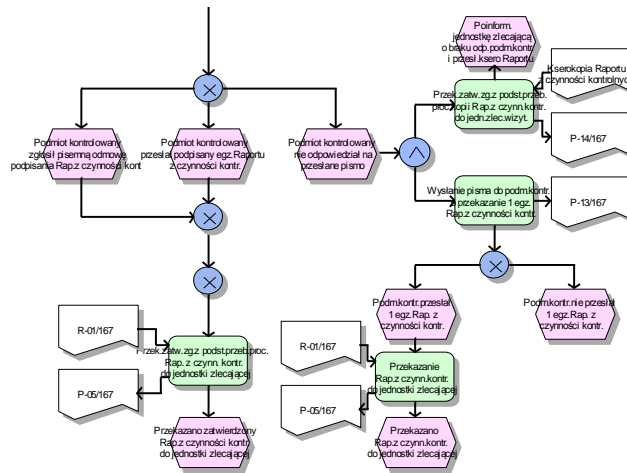 Poinform.
jednostkę zlecającą
o braku odp.podm.kontr.
i przesł.ksero Raportu
Kserokopia Raportu
z czynności kontrolnych
Przek.zatw.zg.z podst.przeb.
proc.kopii Rap.z czynn.kontr.
do jedn.zlec.wizyt.
P-14/167
Podmiot kontrolowany
zgłosił pisemną odmowę
podpisania Rap.z czynności kont
Podmiot kontrolowany
przesłał podpisany egz.Raportu
z czynności kontr.
Podmiot kontrolowany
nie odpowiedział na
przesłane pismo
Wysłanie pisma do podm.kontr.
o przekazanie 1 egz.
Rap.z czynności kontr.
P-13/167
Podm.kontr.przesłał
1 egz.Rap. z
czynności kontr.
Podm.kontr.nie przesłał
1 egz.Rap. z
czynności kontr.
R-01/167
Przek.zatw.zg.z podst.przeb.proc.
Rap. z czynn. kontr.
do jednostki zlecającej
P-05/167
R-01/167
Przekazanie
Rap.z czynn.kontr.
do jednostki zlecającej
P-05/167
Przekazano zatwierdzony
Rap.z czynności kontr.
do jednostki zlecającej
Przekazano
Rap.z czynn.kontr.
do jednostki zlecającej